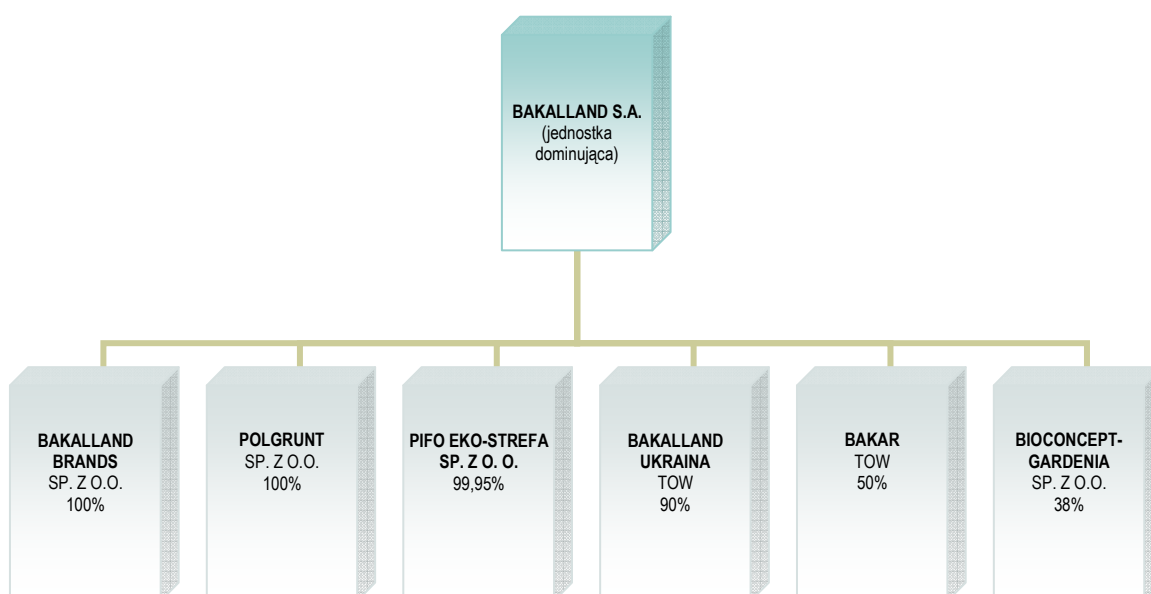 BAKALLAND S.A.
(jednostka
dominująca)
BAKALLAND
BRANDS
SP. Z O.O.
100%
POLGRUNT
SP. Z O.O.
100%
PIFO EKO-STREFA
SP. Z O. O.
99,95%
BAKALLAND
UKRAINA
TOW
90%
BAKAR
TOW
50%
BIOCONCEPT-
GARDENIA
SP. Z O.O.
38%